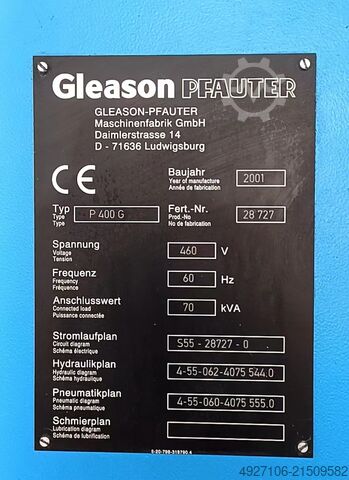 Gleason PFAUTER
GLEASON-PFAUTER
Maschinenfabrik GmbH
Daimlerstrasse 14
D - 71636 Ludwigsburg
CE
Baujahr 2001
Year of manufacture
Année de fabrication
Typ P 400 G
Type
Type
Fert.-Nr. 28 727
Prod.-No
No de fabrication
Spannung 460 V
Voltage
Tension
Frequenz 60 Hz
Frequency
Fréquence
Anschlusswert 70 kVA
Connected load
Puissance connectée
Stromlaufplan S55 - 28727 - 0
Circuit diagram
Schéma électrique
Hydraulikplan 4-55-062-4075 544.0
Hydraulic diagram
Schéma hydraulique
Pneumatikplan 4-55-060-4075 555.0
Pneumatic diagram
Schéma pneumatique
Schmierplan
Lubrication diagram
Schéma de lubrification
4927106-21509582